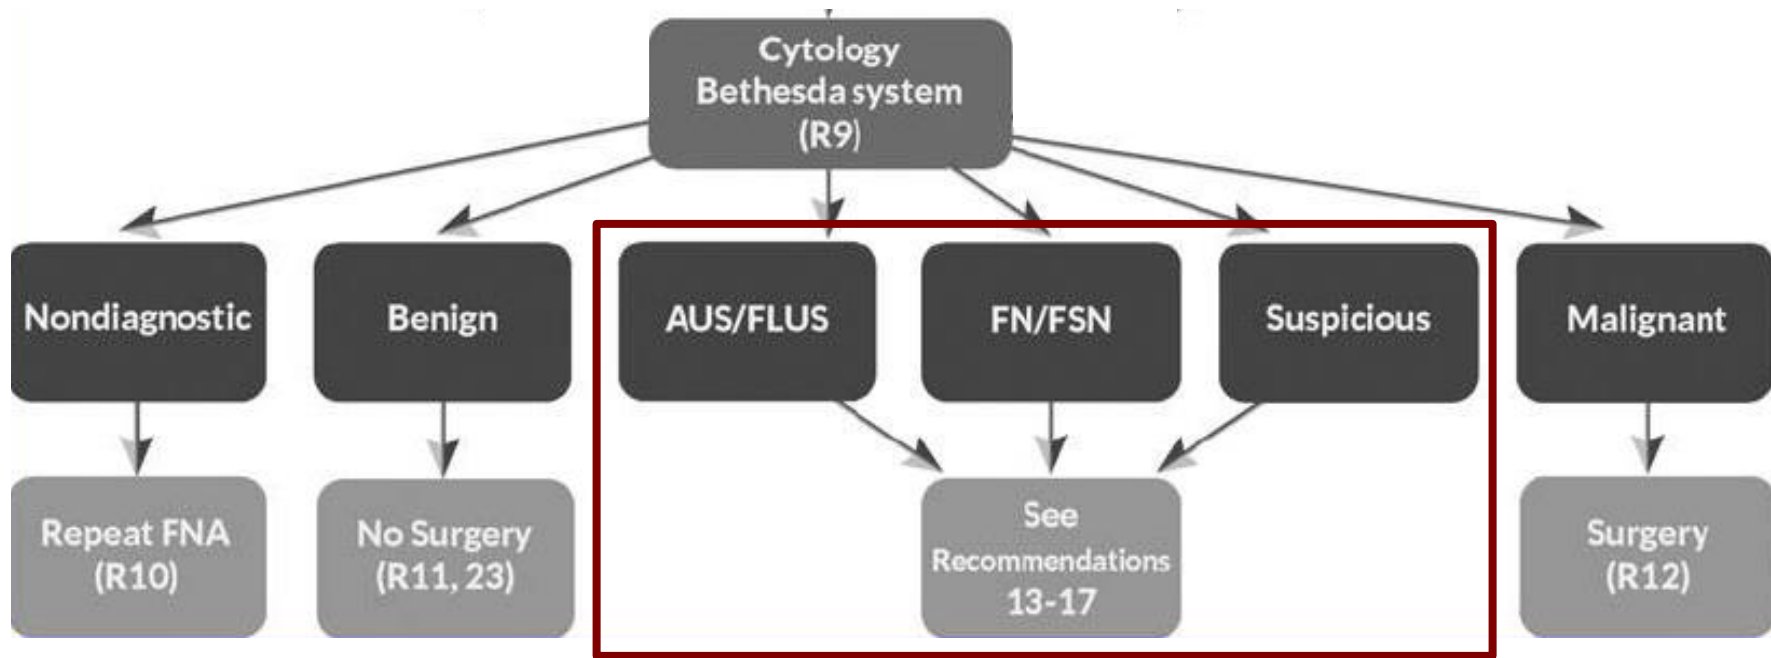 Cytology
Bethesda system
(R9)
Nondiagnostic
Benign
AUS/FLUS
FN/FSN
Suspicious
Malignant
Repeat FNA
(R10)
No Surgery
(R11, 23)
See
Recommendations
13-17
Surgery
(R12)